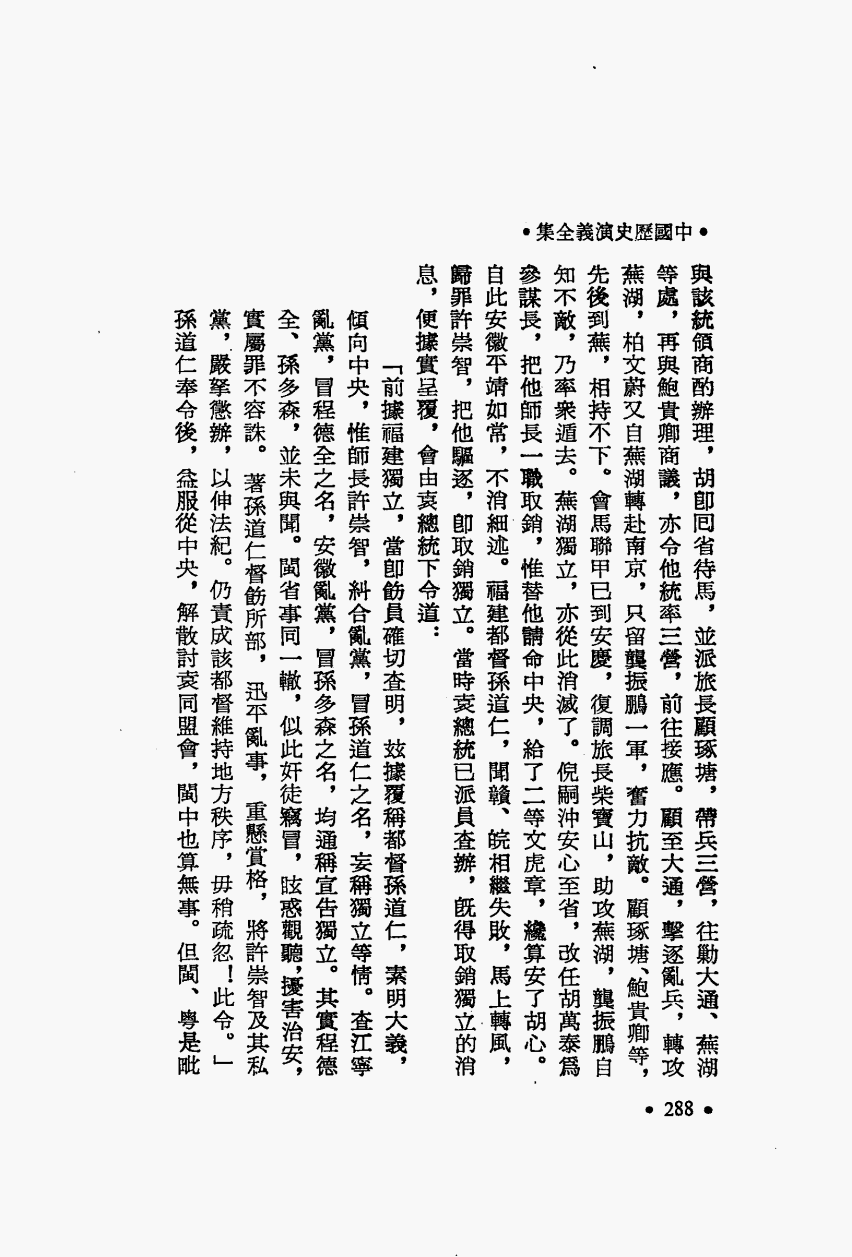 •中國歷史演義全集•
與該統領商酌辦理，胡卽回省待馬，並派旅長顧琢塘，帶兵三營，往勦大通、蕪湖
等處，再與鮑貴卿商議，亦令他統率三營，前往接應。顧至大通，擊逐亂兵，轉攻
蕪湖，柏文蔚又自蕪湖轉赴南京，只留龔振鵬一軍，奮力抗敵。顧琢塘、鮑貴卿等，
先後到蕪，相持不下。會馬聯甲已到安慶，復調旅長柴寶山，助攻蕪湖，龔振鵬自
知不敵，乃率衆遁去。蕪湖獨立，亦從此消滅了。倪嗣沖安心至省，改任胡萬泰爲
參謀長，把他師長一職取銷，惟替他請命中央，給了二等文虎章，纔算安了胡心。
自此安徽平靖如常，不消細述。福建都督孫道仁，聞贛、皖相繼失敗，馬上轉風，
歸罪許崇智，把他驅逐，卽取銷獨立。當時袁總統已派員查辦，旣得取銷獨立的消
息，便據實呈覆，會由袁總統下令道：
「前據福建獨立，當卽飭員確切查明，玆據覆稱都督孫道仁，素明大義，
傾向中央，惟師長許崇智，糾合亂黨，冒孫道仁之名，妄稱獨立等情。查江寧
亂黨，冒程德全之名，安徽亂黨，冒孫多森之名，均通稱宣告獨立。其實程德
全、孫多森，並未與聞。閩省事同一轍，似此奸徒竊冒，眩惑觀聽，擾害治安，
實屬罪不容誅。著孫道仁督飭所部，迅平亂事，重懸賞格，將許崇智及其私
黨，嚴拏懲辦，以伸法紀。仍責成該都督維持地方秩序，毋稍疏忽！此令。」
孫道仁奉令後，益服從中央，解散討袁同盟會，閩中也算無事。但閩、粵是毗
•288•